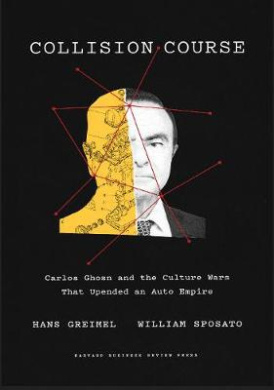 COLLISION COURSE
Carlos Ghosn and the Culture Wars
That Upended an Auto Empire
HANS GREIMEL WILLIAM SPOSATO
HARVARD BUSINESS REVIEW PRESS